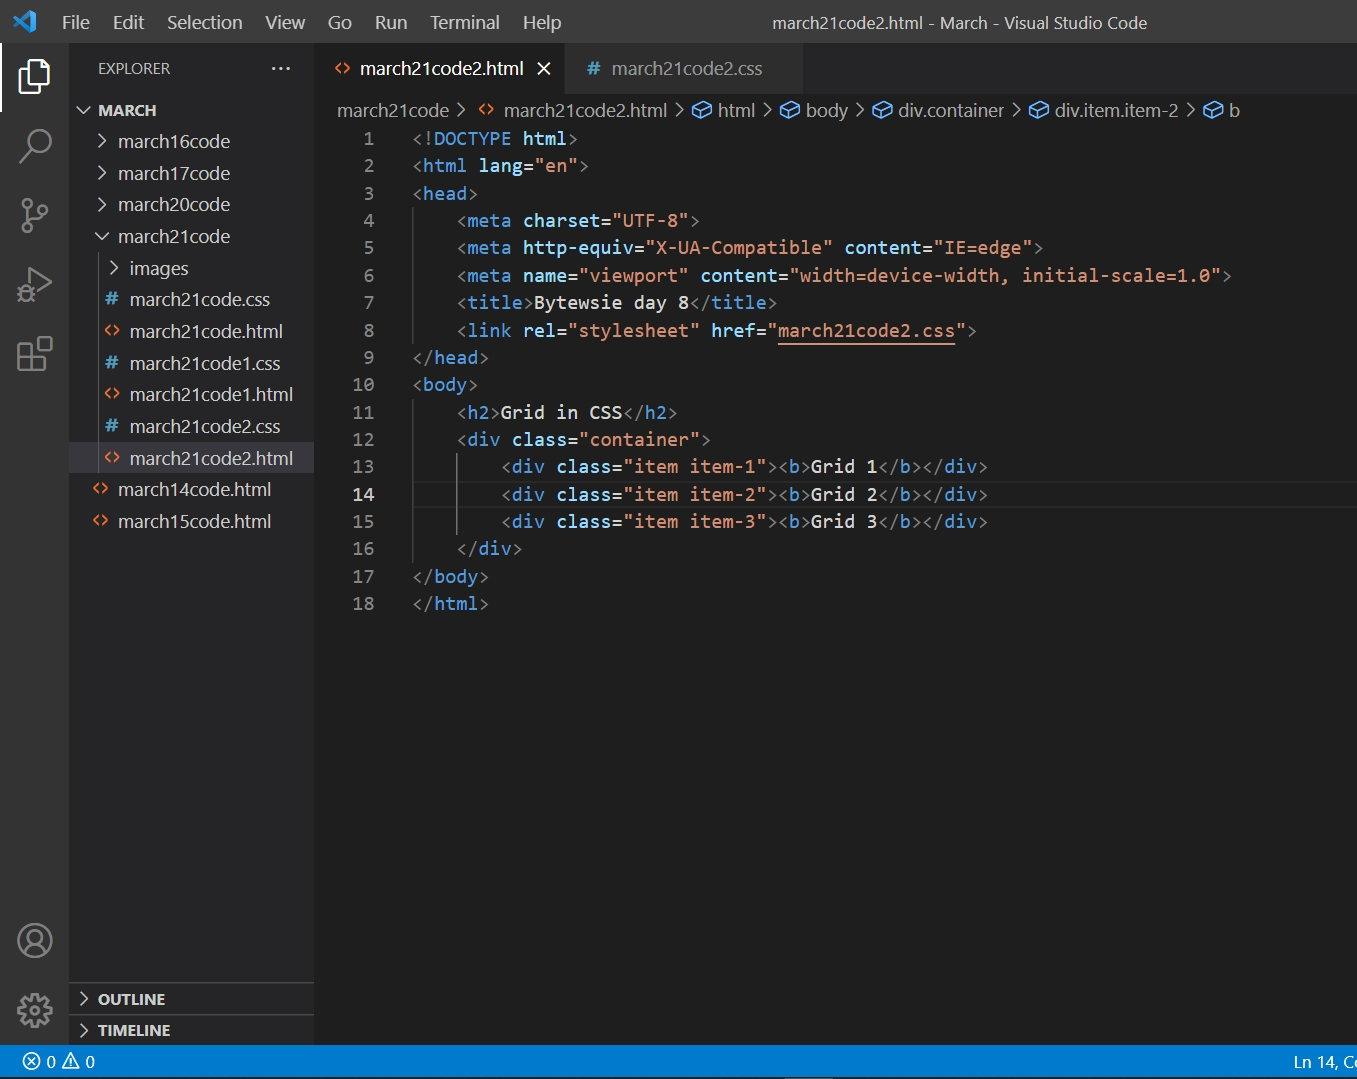 File Edit Selection View Go Run Terminal Help march21code2.html - March - Visual Studio Code
EXPLORER ···
MARCH
march16code
march17code
march20code
march21code
images
march21code.css
march21code.html
march21code1.css
march21code1.html
march21code2.css
march21code2.html
march14code.html
march15code.html
OUTLINE
TIMELINE
march21code2.html # march21code2.css
march21code > march21code2.html > html > body > div.container > div.item.item-2 > b
1 <!DOCTYPE html>
2 <html lang="en">
3 <head>
4 <meta charset="UTF-8">
5 <meta http-equiv="X-UA-Compatible" content="IE=edge">
6 <meta name="viewport" content="width=device-width, initial-scale=1.0">
7 <title>Bytewsie day 8</title>
8 <link rel="stylesheet" href="march21code2.css">
9 </head>
10 <body>
11 <h2>Grid in CSS</h2>
12 <div class="container">
13 <div class="item item-1"><b>Grid 1</b></div>
14 <div class="item item-2"><b>Grid 2</b></div>
15 <div class="item item-3"><b>Grid 3</b></div>
16 </div>
17 </body>
18 </html>
0 0 Ln 14,